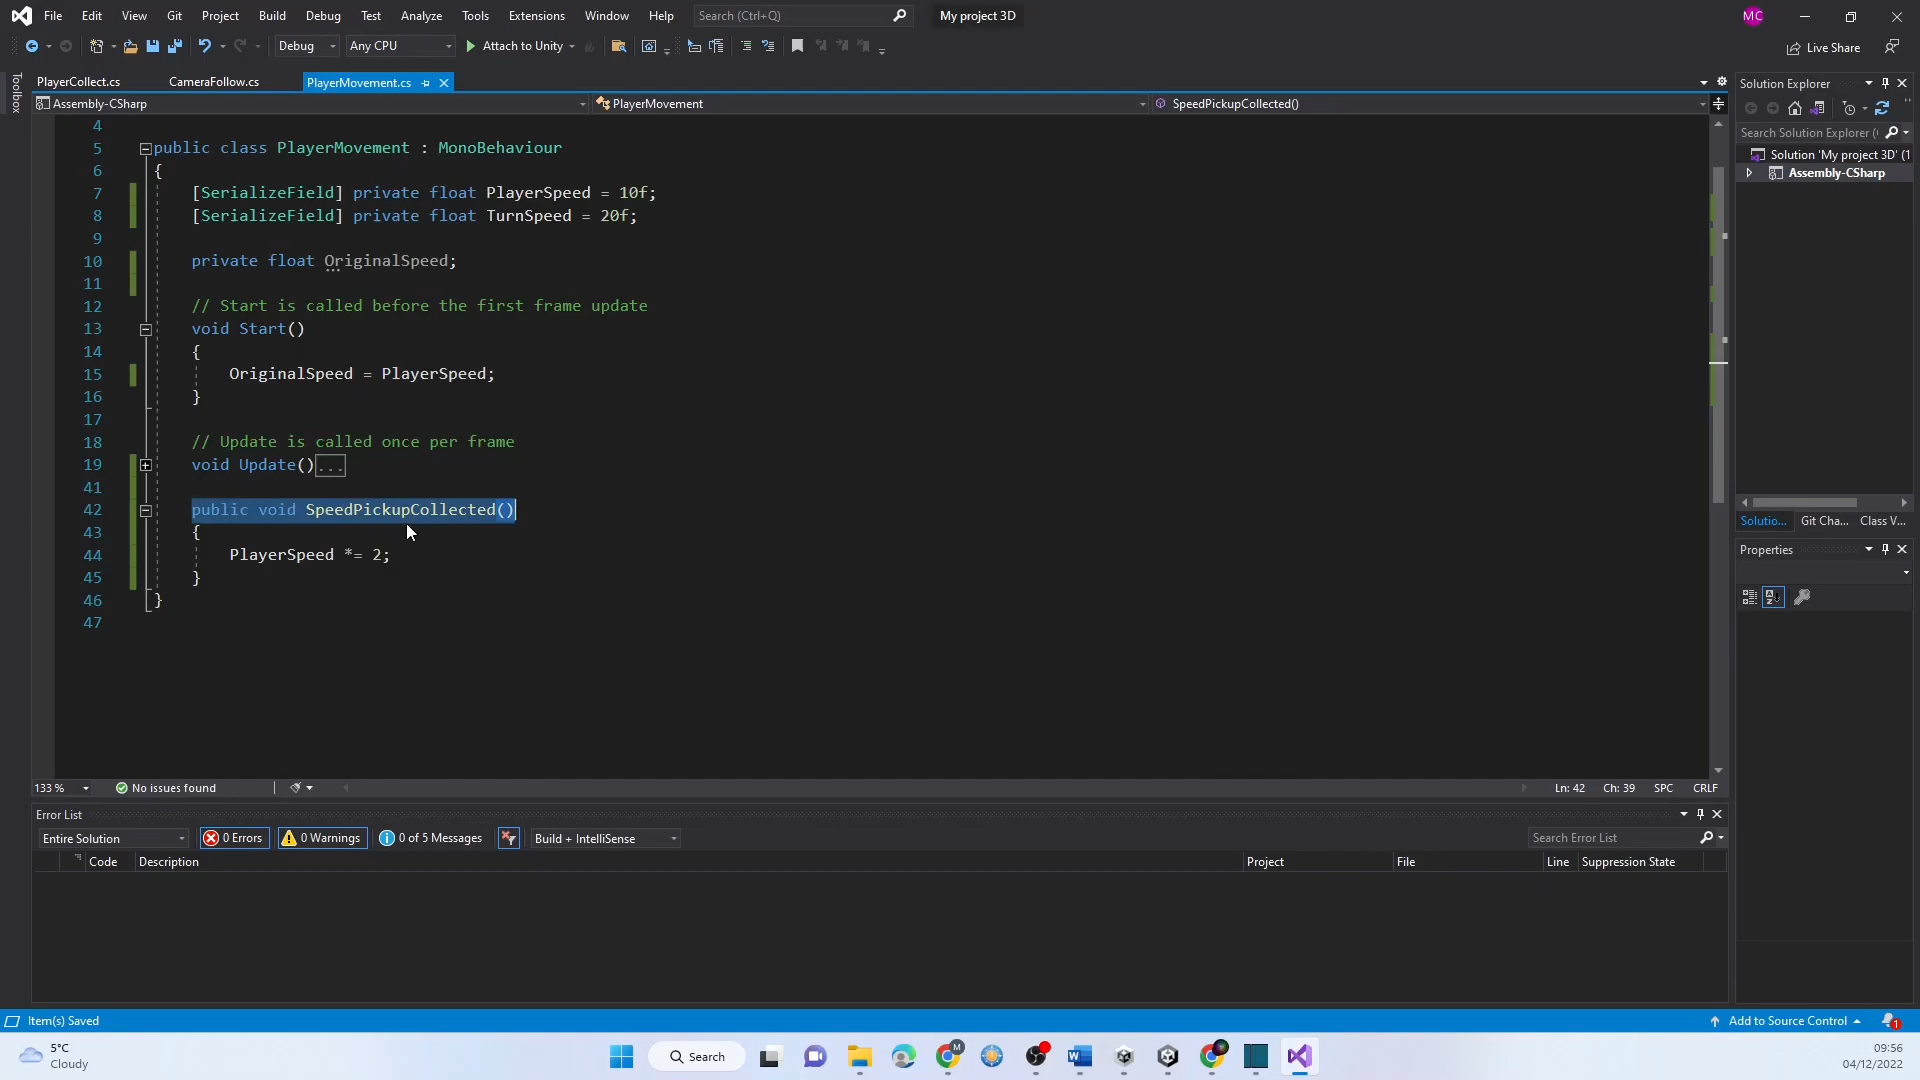 File Edit View Git Project Build Debug Test Analyze Tools Extensions Window Help Search (Ctrl+Q) My project 3D MC
Debug Any CPU Attach to Unity Live Share
Toolbox
PlayerCollect.cs CameraFollow.cs PlayerMovement.cs
Assembly-CSharp PlayerMovement SpeedPickupCollected()
4
5 public class PlayerMovement : MonoBehaviour
6 {
7 [SerializeField] private float PlayerSpeed = 10f;
8 [SerializeField] private float TurnSpeed = 20f;
9
10 private float OriginalSpeed;
11
12 // Start is called before the first frame update
13 void Start()
14 {
15 OriginalSpeed = PlayerSpeed;
16 }
17
18 // Update is called once per frame
19 void Update()...
41
42 public void SpeedPickupCollected()
43 {
44 PlayerSpeed *= 2;
45 }
46 }
47
133 % No issues found Ln: 42 Ch: 39 SPC CRLF
Error List
Entire Solution 0 Errors 0 Warnings 0 of 5 Messages Build + IntelliSense Search Error List
Code Description Project File Line Suppression State
Solution Explorer
Search Solution Explorer (
Solution 'My project 3D' (1
Assembly-CSharp
Solutio... Git Cha... Class V...
Properties
Item(s) Saved Add to Source Control 1
5°C
Cloudy
Search
M
W
09:56
04/12/2022